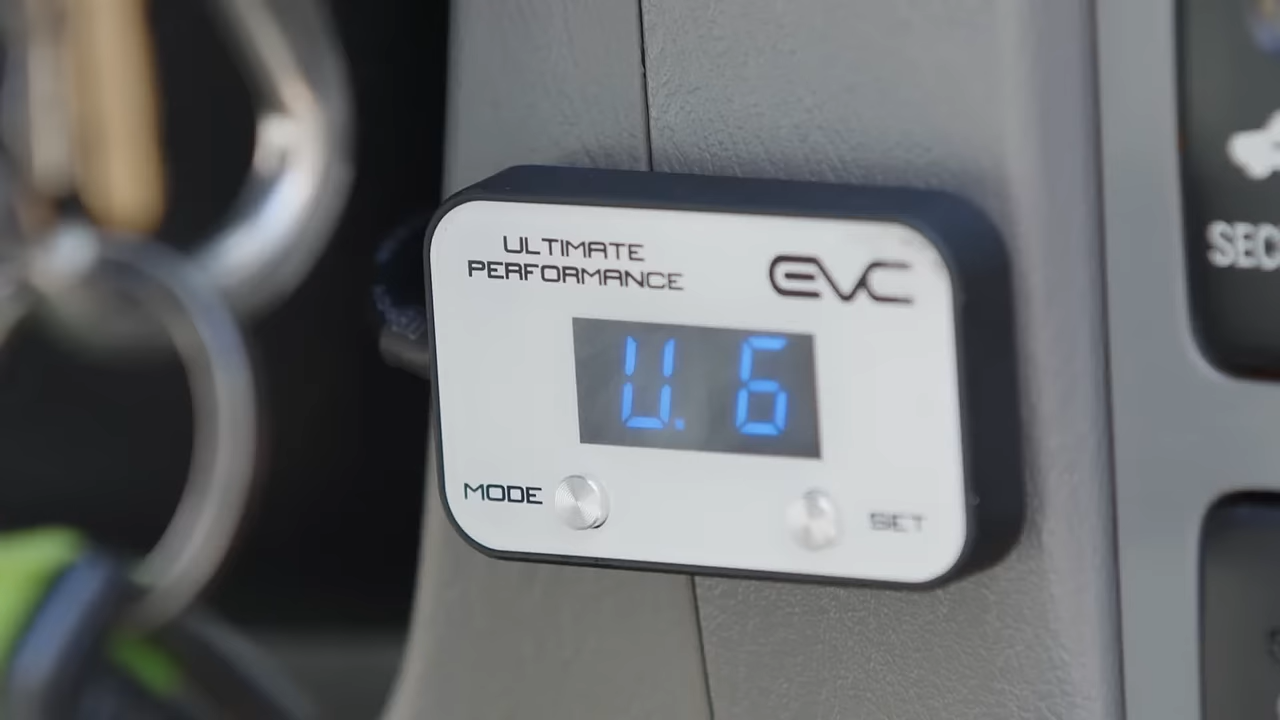 ULTIMATE
PERFORMANCE
EVC
U. 6
MODE
SET
SEC